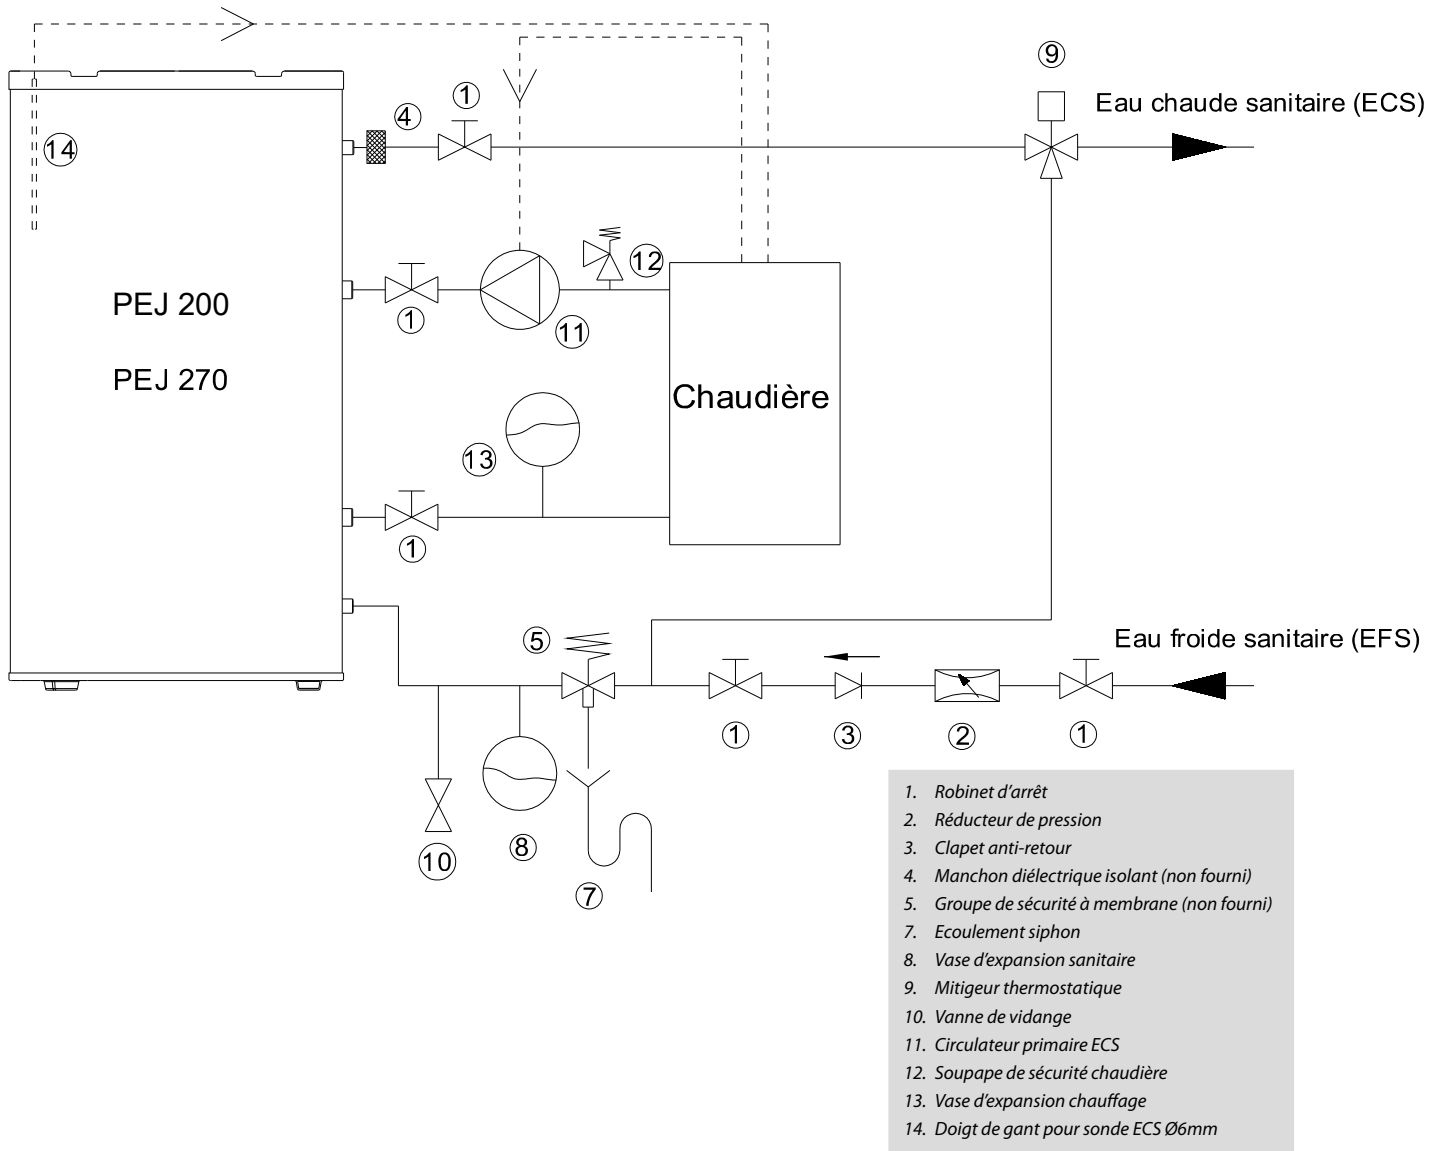 9
Eau chaude sanitaire (ECS)
1
4
14
12
PEJ 200
1
11
PEJ 270
Chaudière
13
1
5
Eau froide sanitaire (EFS)
1
3
2
1
8
10
7
1. Robinet d'arrêt
2. Réducteur de pression
3. Clapet anti-retour
4. Manchon diélectrique isolant (non fourni)
5. Groupe de sécurité à membrane (non fourni)
7. Ecoulement siphon
8. Vase d'expansion sanitaire
9. Mitigeur thermostatique
10. Vanne de vidange
11. Circulateur primaire ECS
12. Soupape de sécurité chaudière
13. Vase d'expansion chauffage
14. Doigt de gant pour sonde ECS Ø6mm